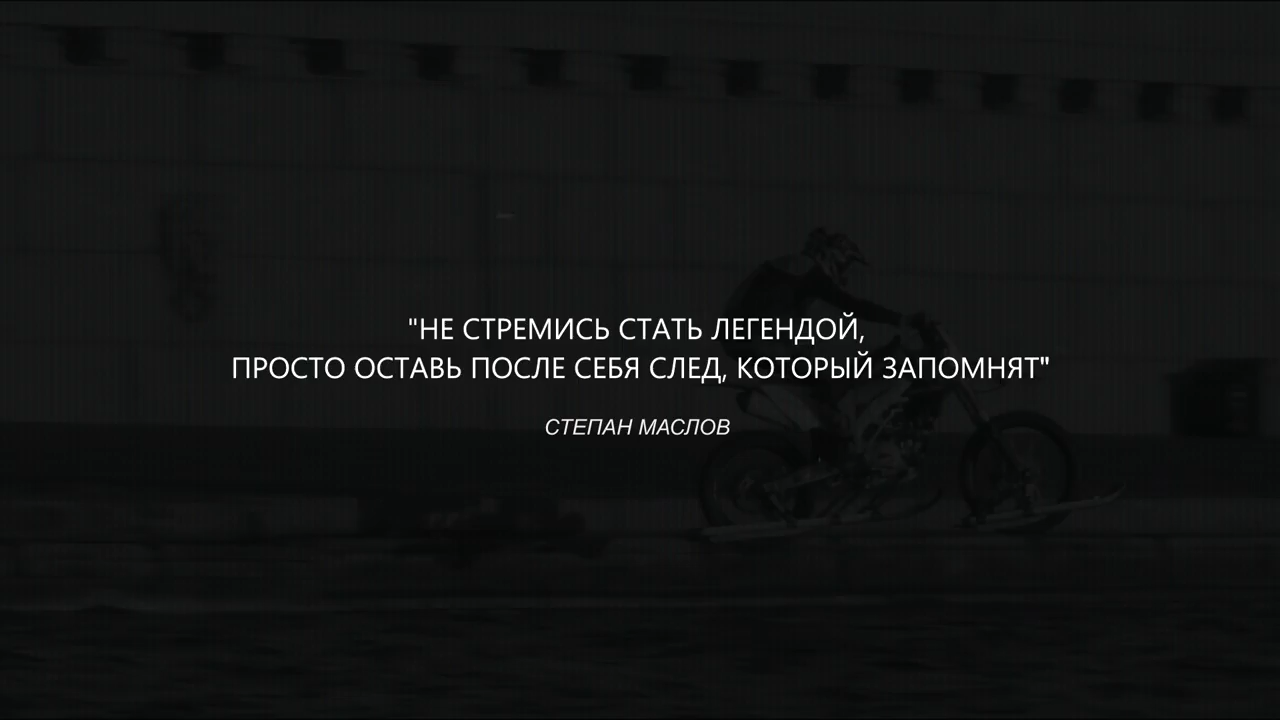 "НЕ СТРЕМИСЬ СТАТЬ ЛЕГЕНДОЙ,
ПРОСТО ОСТАВЬ ПОСЛЕ СЕБЯ СЛЕД, КОТОРЫЙ ЗАПОМНЯТ"
СТЕПАН МАСЛОВ